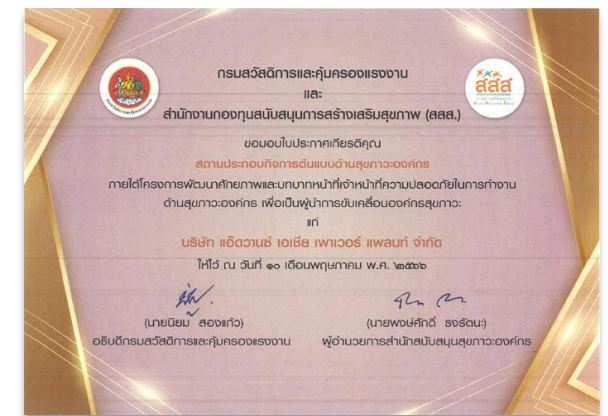 กรมสวัสดิการและคุ้มครองแรงงาน
และ
สำนักงานกองทุนสนับสนุนการสร้างเสริมสุขภาพ (สสส.)
สสส
ขอมอบใบประกาศเกียรติคุณ
สถานประกอบกิจการต้นแบบด้านสุขภาวะองค์กร
ภายใต้โครงการพัฒนาศักยภาพและบทบาทหน้าที่เจ้าหน้าที่ความปลอดภัยในการทำงาน
ด้านสุขภาวะองค์กร เพื่อเป็นผู้นำการขับเคลื่อนองค์กรสุขภาวะ
แก่
บริษัท แอ๊ดวานซ์ เอเชีย เพาเวอร์ แพลนท์ จำกัด
ให้ไว้ ณ วันที่ ๑๐ เดือนพฤษภาคม พ.ศ. ๒๕๖๖
(นายนิยม สองแก้ว)
อธิบดีกรมสวัสดิการและคุ้มครองแรงงาน
(นายพงษ์ศักดิ์ ธงรัตนะ)
ผู้อำนวยการสำนักสนับสนุนสุขภาวะองค์กร